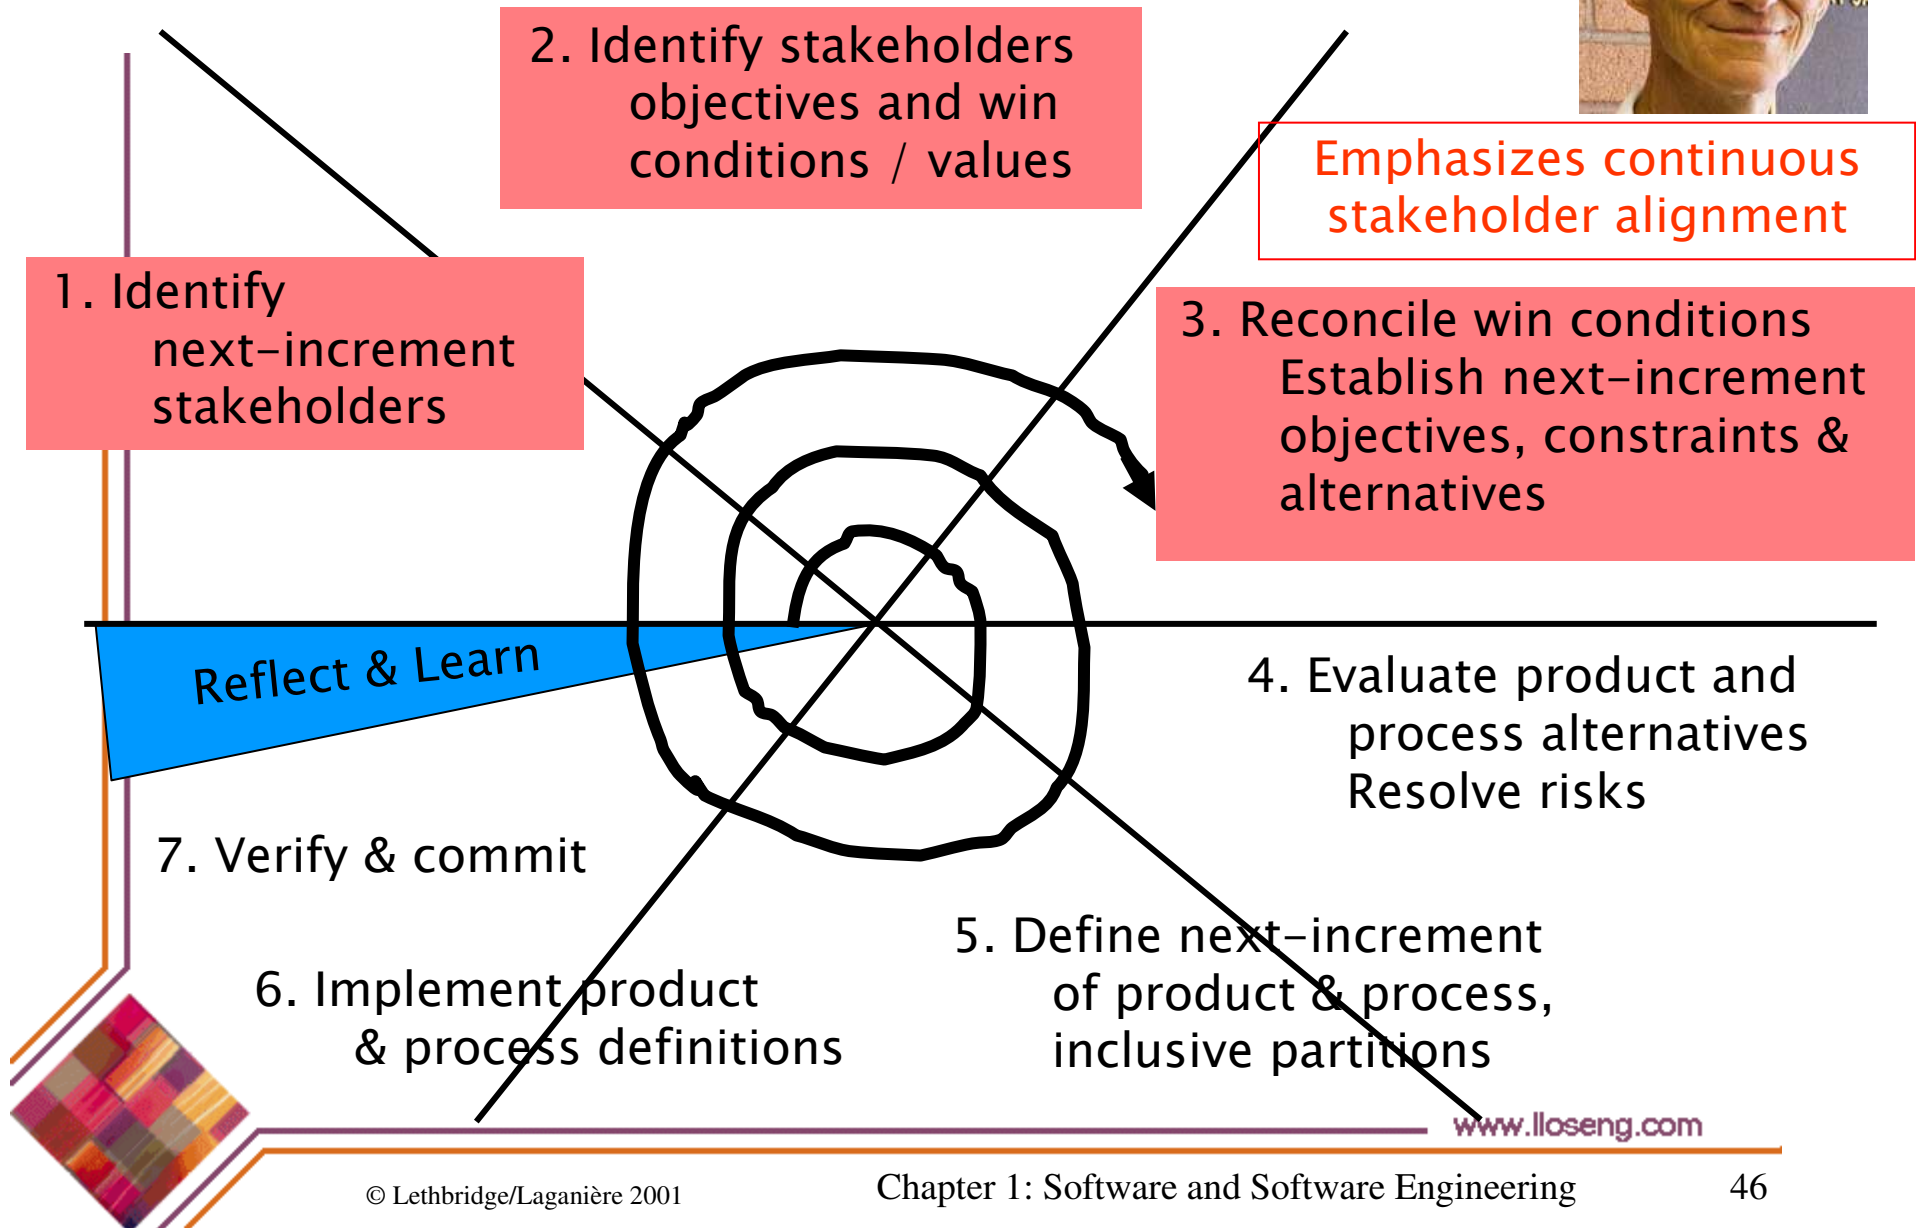 2. Identify stakeholders
objectives and win
conditions / values
Emphasizes continuous
stakeholder alignment
1. Identify
next-increment
stakeholders
3. Reconcile win conditions
Establish next-increment
objectives, constraints &
alternatives
Reflect & Learn
4. Evaluate product and
process alternatives
Resolve risks
7. Verify & commit
5. Define next-increment
of product & process,
inclusive partitions
6. Implement product
& process definitions
www.lloseng.com
© Lethbridge/Laganière 2001
Chapter 1: Software and Software Engineering
46